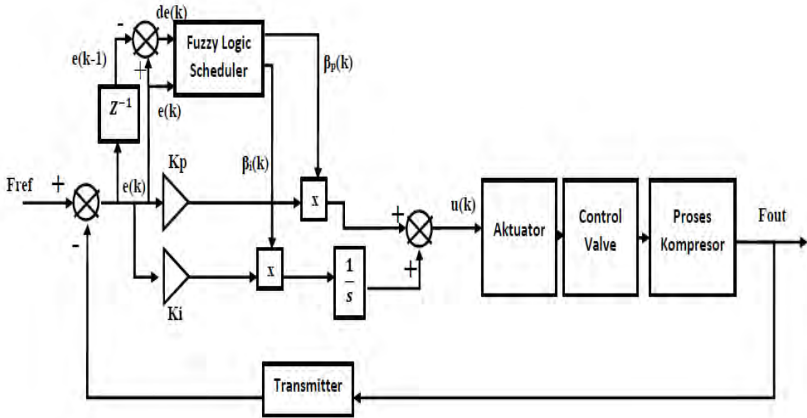 de(k)
-
Fuzzy Logic
Scheduler
e(k-1)
+
βp(k)
Z⁻¹
e(k)
βi(k)
Kp
Fref
+
e(k)
-
x
+
u(k)
Aktuator
Control
Valve
Proses
Kompresor
Fout
x
1
s
+
Ki
Transmitter